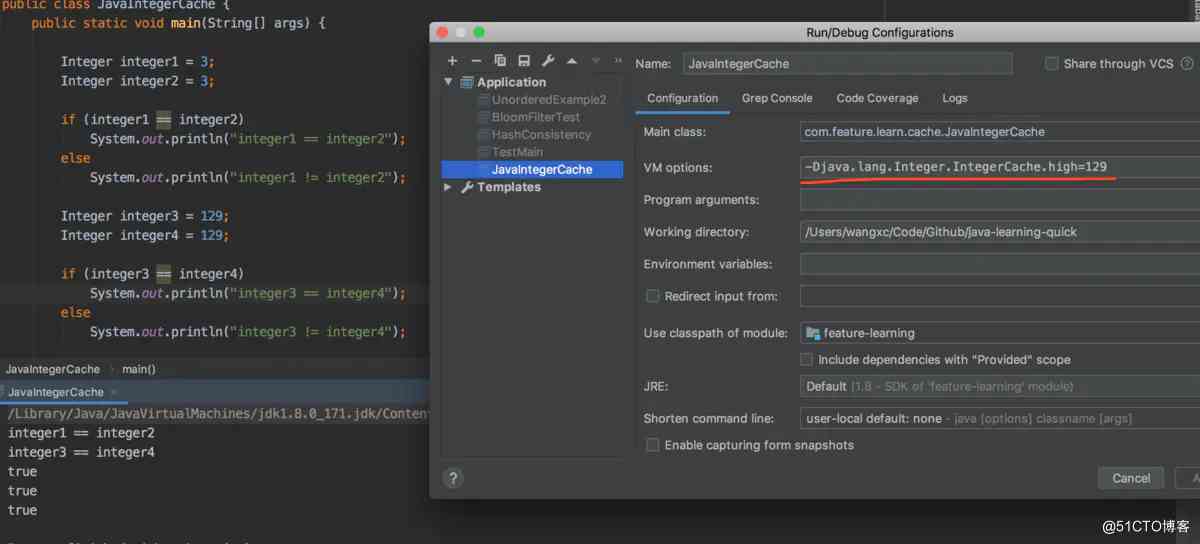 public class JavaIntegerCache {
public static void main(String[] args) {
Integer integer1 = 3;
Integer integer2 = 3;
if (integer1 == integer2)
System.out.println("integer1 == integer2");
else
System.out.println("integer1 != integer2");
Integer integer3 = 129;
Integer integer4 = 129;
if (integer3 == integer4)
System.out.println("integer3 == integer4");
else
System.out.println("integer3 != integer4");
JavaIntegerCache › main()
JavaIntegerCache ×
/Library/Java/JavaVirtualMachines/jdk1.8.0_171.jdk/Conten
integer1 == integer2
integer3 == integer4
true
true
true
Run/Debug Configurations
Application
UnorderedExample2
BloomFilterTest
HashConsistency
TestMain
JavaIntegerCache
Templates
Name: JavaIntegerCache
Share through VCS ?
Configuration Grep Console Code Coverage Logs
Main class: com.feature.learn.cache.JavaIntegerCache
VM options: -Djava.lang.Integer.IntegerCache.high=129
Program arguments:
Working directory: /Users/wangxc/Code/Github/java-learning-quick
Environment variables:
Redirect input from:
Use classpath of module: feature-learning
Include dependencies with "Provided" scope
JRE: Default (1.8 - SDK of 'feature-learning' module)
Shorten command line: user-local default: none - java [options] classname [args]
Enable capturing form snapshots
? Cancel A
@51CTO博客